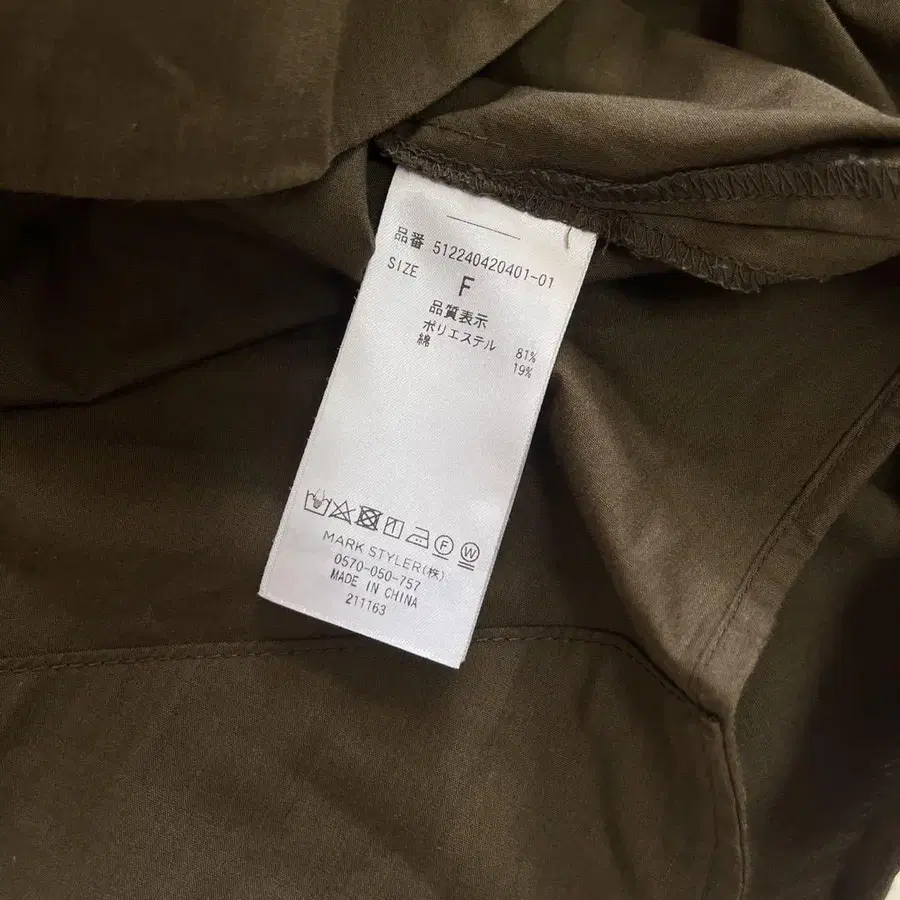 品番 512240420401-01
SIZE F
品質表示
ポリエステル 81%
綿 19%
F W
MARK STYLER(株)
0570-050-757
MADE IN CHINA
211163